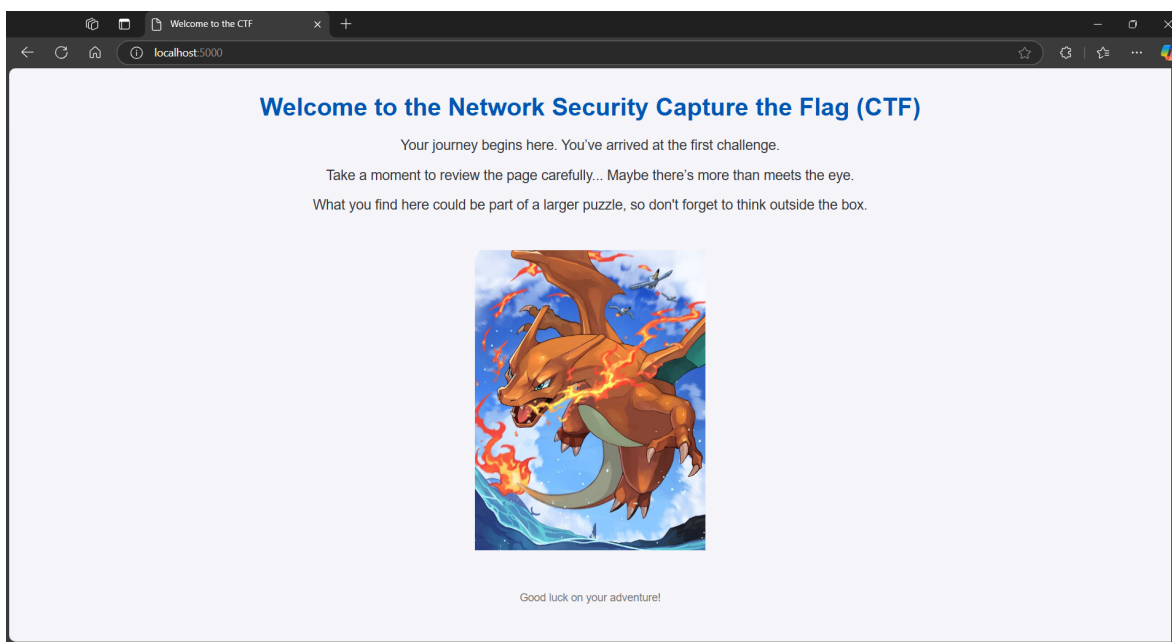 Welcome to the CTF
localhost:5000
Welcome to the Network Security Capture the Flag (CTF)
Your journey begins here. You’ve arrived at the first challenge.
Take a moment to review the page carefully... Maybe there’s more than meets the eye.
What you find here could be part of a larger puzzle, so don't forget to think outside the box.
Good luck on your adventure!